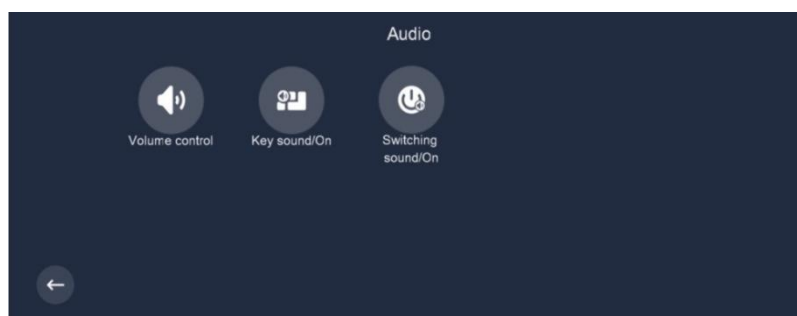 Audio
Volume control
Key sound/On
Switching
sound/On